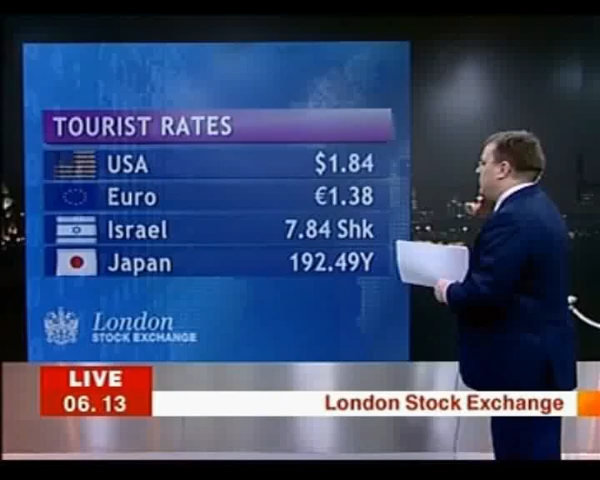 TOURIST RATES
USA $1.84
Euro €1.38
Israel 7.84 Shk
Japan 192.49Y
London
STOCK EXCHANGE
LIVE
06.13
London Stock Exchange